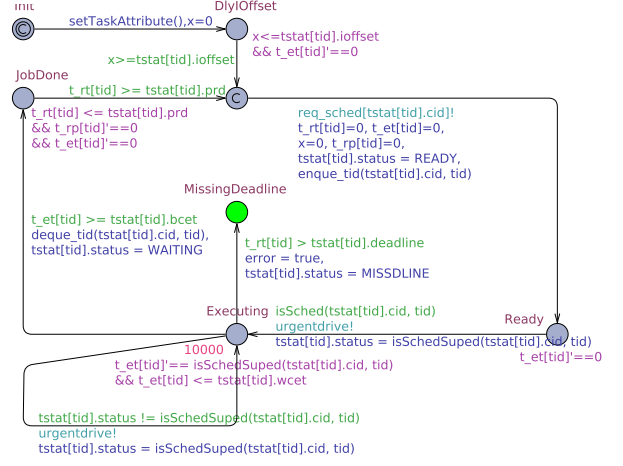 Init
DlyIOffset
setTaskAttribute(),x=0
C
x<=tstat[tid].ioffset
&& t_et[tid]'==0
x>=tstat[tid].ioffset
JobDone
t_rt[tid] >= tstat[tid].prd
C
t_rt[tid] <= tstat[tid].prd
&& t_rp[tid]'==0
&& t_et[tid]'==0
req_sched[tstat[tid].cid]!
t_rt[tid]=0, t_et[tid]=0,
x=0, t_rp[tid]=0,
tstat[tid].status = READY,
enque_tid(tstat[tid].cid, tid)
MissingDeadline
t_et[tid] >= tstat[tid].bcet
deque_tid(tstat[tid].cid, tid),
tstat[tid].status = WAITING
t_rt[tid] > tstat[tid].deadline
error = true,
tstat[tid].status = MISSDLINE
Executing
isSched(tstat[tid].cid, tid)
urgentdrive!
tstat[tid].status = isSchedSuped(tstat[tid].cid, tid)
Ready
t_et[tid]'==0
10000
t_et[tid]'== isSchedSuped(tstat[tid].cid, tid)
&& t_et[tid] <= tstat[tid].wcet
tstat[tid].status != isSchedSuped(tstat[tid].cid, tid)
urgentdrive!
tstat[tid].status = isSchedSuped(tstat[tid].cid, tid)